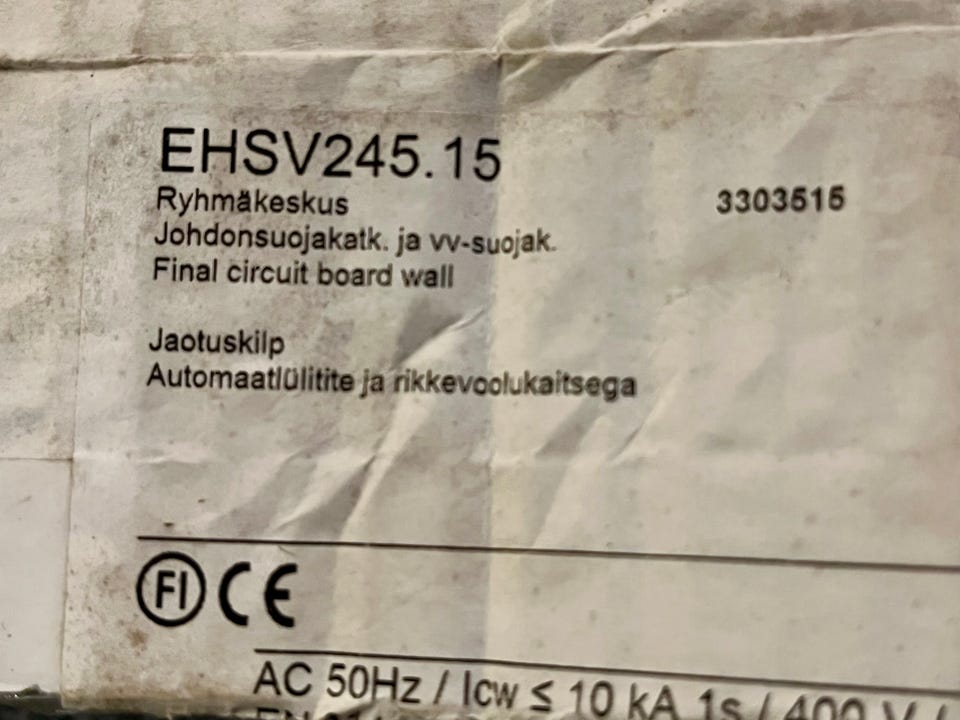 EHSV245.15
Ryhmäkeskus 3303515
Johdonsuojakatk. ja vv-suojak.
Final circuit board wall
Jaotuskilp
Automaatlülitite ja rikkevoolukaitsega
FI CE
AC 50Hz / Icw ≤ 10 kA 1s / 400 V /